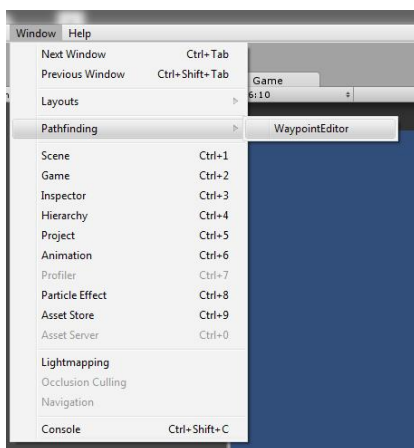 Window Help
Next Window Ctrl+Tab
Previous Window Ctrl+Shift+Tab
Game
6:10
Layouts
Pathfinding WaypointEditor
Scene Ctrl+1
Game Ctrl+2
Inspector Ctrl+3
Hierarchy Ctrl+4
Project Ctrl+5
Animation Ctrl+6
Profiler Ctrl+7
Particle Effect Ctrl+8
Asset Store Ctrl+9
Asset Server Ctrl+0
Lightmapping
Occlusion Culling
Navigation
Console Ctrl+Shift+C